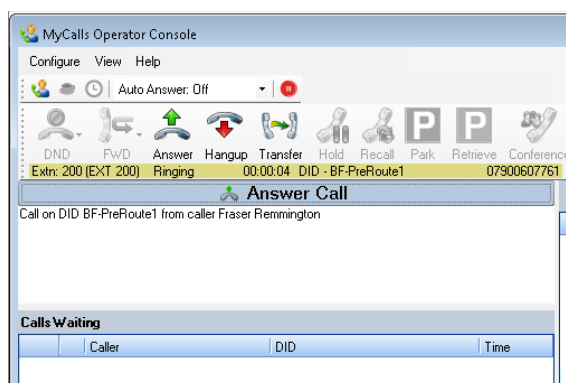 MyCalls Operator Console
Configure View Help
Auto Answer: Off
DND FWD Answer Hangup Transfer Hold Recall Park Retrieve Conference
Extn: 200 (EXT 200) Ringing 00:00:04 DID - BF-PreRoute1 07900607761
Answer Call
Call on DID BF-PreRoute1 from caller Fraser Remmington
Calls Waiting
Caller DID Time